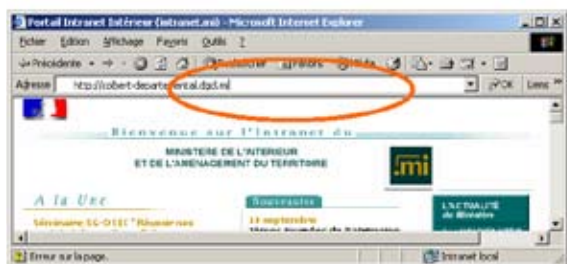 Portail Intranet Intérieur (intranet.mi) - Microsoft Internet Explorer
Fichier Edition Affichage Favoris Outils ?
Précédente Rechercher Favoris
Adresse http://colbert-departemental.dgcl.mi OK Liens »
Bienvenue sur l'Intranet du
MINISTERE DE L'INTERIEUR
ET DE L'AMENAGEMENT DU TERRITOIRE
.mi
A la Une
Nouveautés
L'ACTUALITÉ
du Ministère
Séminaire
septembre
Erreur sur la page.
Intranet local